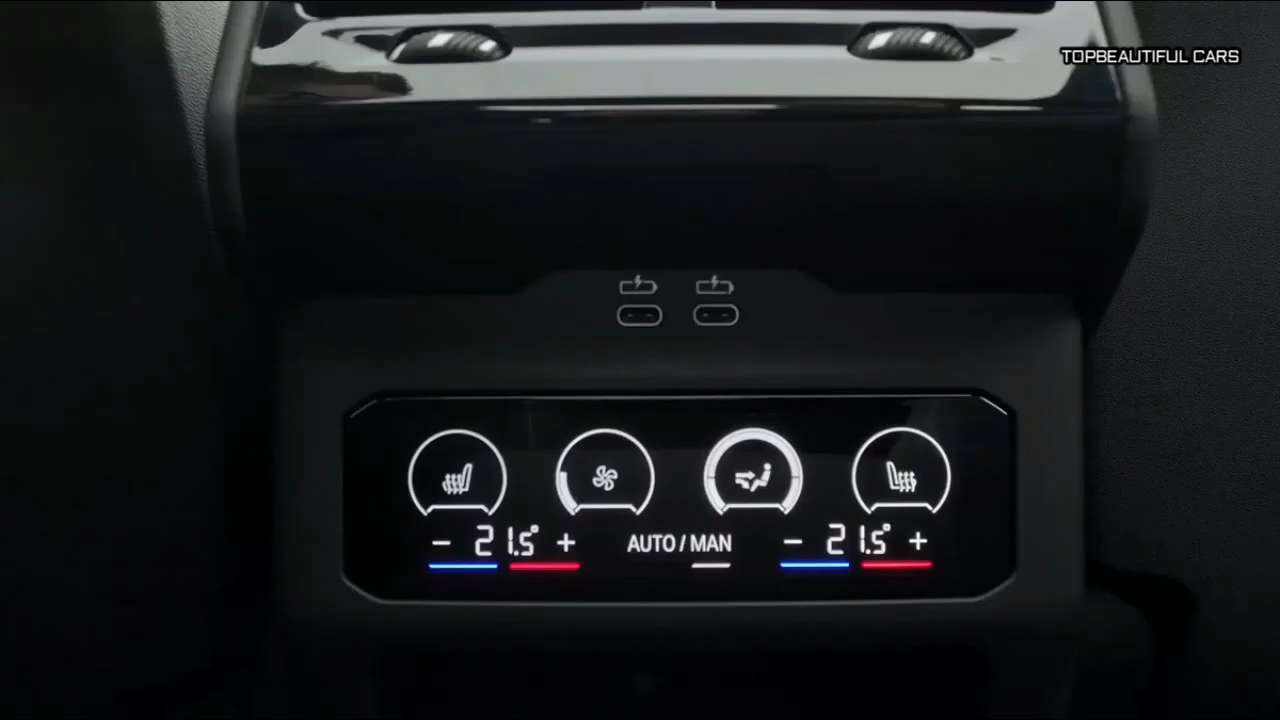 TOPBEAUTIFUL CARS
− 21.5° + AUTO / MAN − 21.5° +